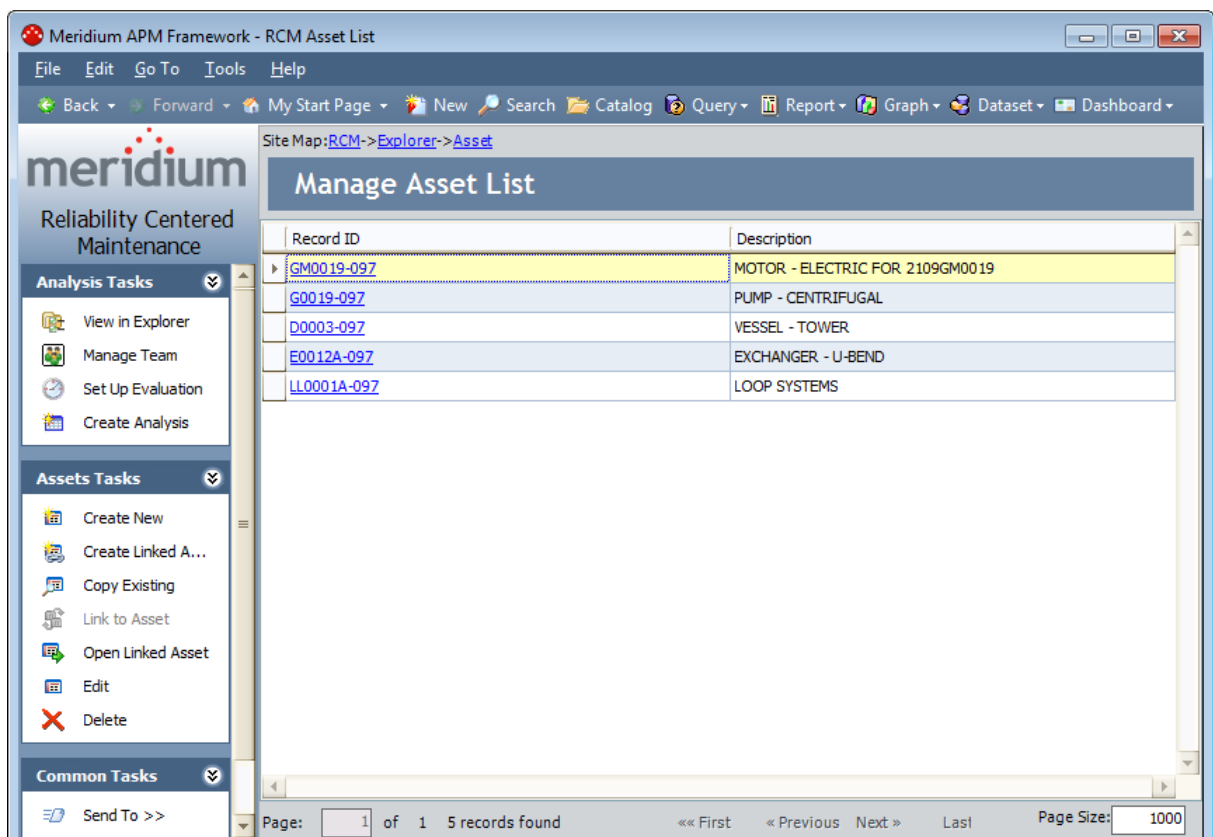 Meridium APM Framework - RCM Asset List
File Edit Go To Tools Help
Back Forward My Start Page New Search Catalog Query Report Graph Dataset Dashboard
meridium
Reliability Centered
Maintenance
Analysis Tasks
View in Explorer
Manage Team
Set Up Evaluation
Create Analysis
Assets Tasks
Create New
Create Linked A...
Copy Existing
Link to Asset
Open Linked Asset
Edit
Delete
Common Tasks
Send To >>
Site Map:RCM->Explorer->Asset
Manage Asset List
Record ID Description
GM0019-097 MOTOR - ELECTRIC FOR 2109GM0019
G0019-097 PUMP - CENTRIFUGAL
D0003-097 VESSEL - TOWER
E0012A-097 EXCHANGER - U-BEND
LL0001A-097 LOOP SYSTEMS
Page: 1 of 1 5 records found «« First « Previous Next » Last Page Size: 1000